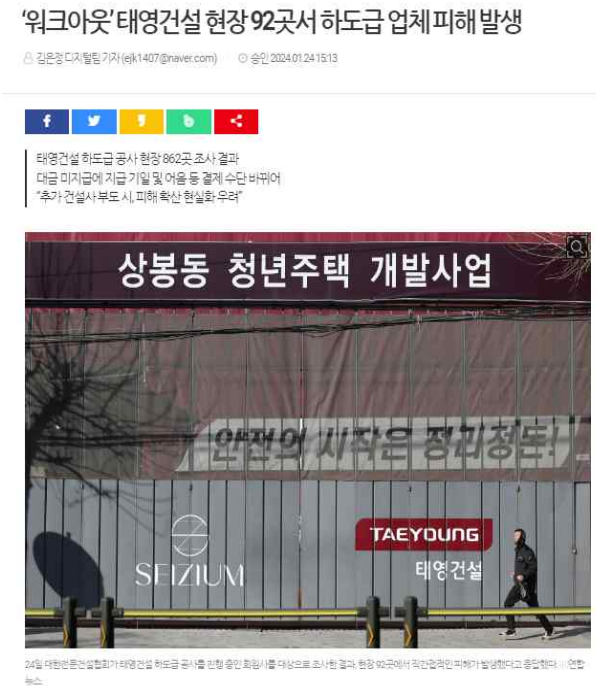 ‘워크아웃’ 태영건설 현장 92곳서 하도급 업체 피해 발생
김은정 디지털팀 기자 (ejk1407@naver.com)
승인 2024.01.24 15:13
태영건설 하도급 공사 현장 862곳 조사 결과
대금 미지급에 지급 기일 및 어음 등 결제 수단 바뀌어
“추가 건설사 부도 시, 피해 확산 현실화 우려”
상봉동 청년주택 개발사업
안전의 시작은 정리정돈!
TAEYOUNG
SEIZIUM
태영건설
24일 대한전문건설협회가 태영건설 하도급 공사를 진행 중인 회원사를 대상으로 조사한 결과, 현장 92곳에서 직간접적인 피해가 발생했다고 응답했다. 연합
뉴스